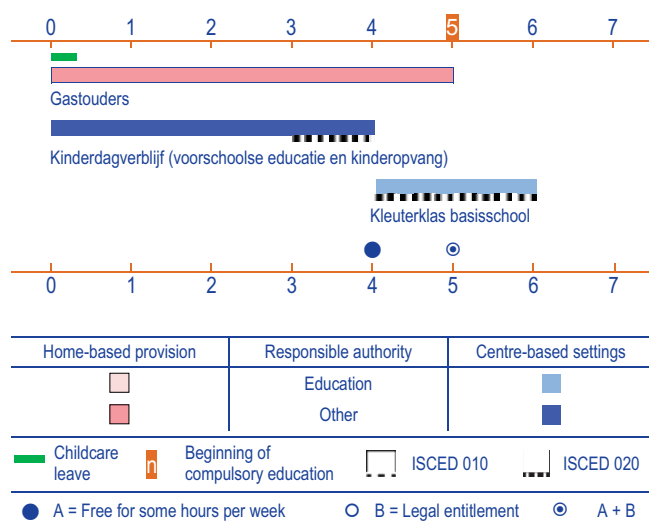 0 1 2 3 4 5 6 7
Gastouders
Kinderdagverblijf (voorschoolse educatie en kinderopvang)
Kleuterklas basisschool
0 1 2 3 4 5 6 7
Home-based provision Responsible authority Centre-based settings
Education
Other
Childcare
leave
n
Beginning of
compulsory education
ISCED 010
ISCED 020
A = Free for some hours per week
B = Legal entitlement
A + B